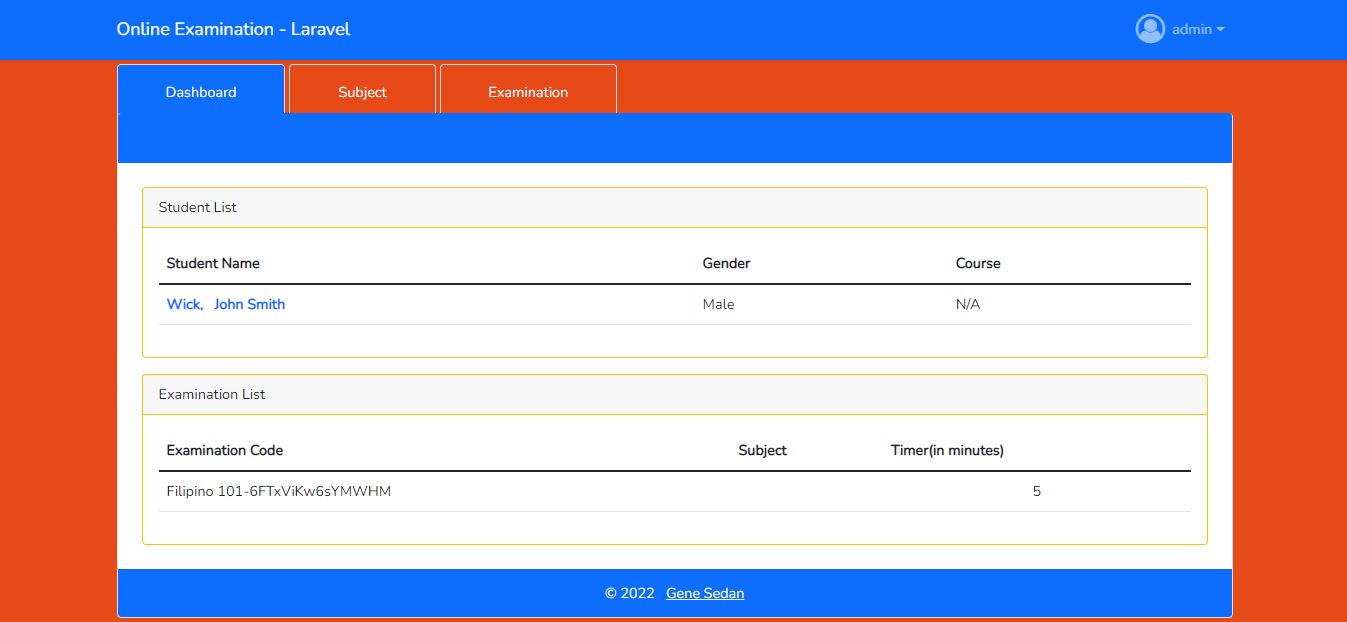 Online Examination - Laravel admin
Dashboard Subject Examination
Student List
Student Name Gender Course
Wick, John Smith Male N/A
Examination List
Examination Code Subject Timer(in minutes)
Filipino 101-6FTxViKw6sYMWHM 5
© 2022 Gene Sedan